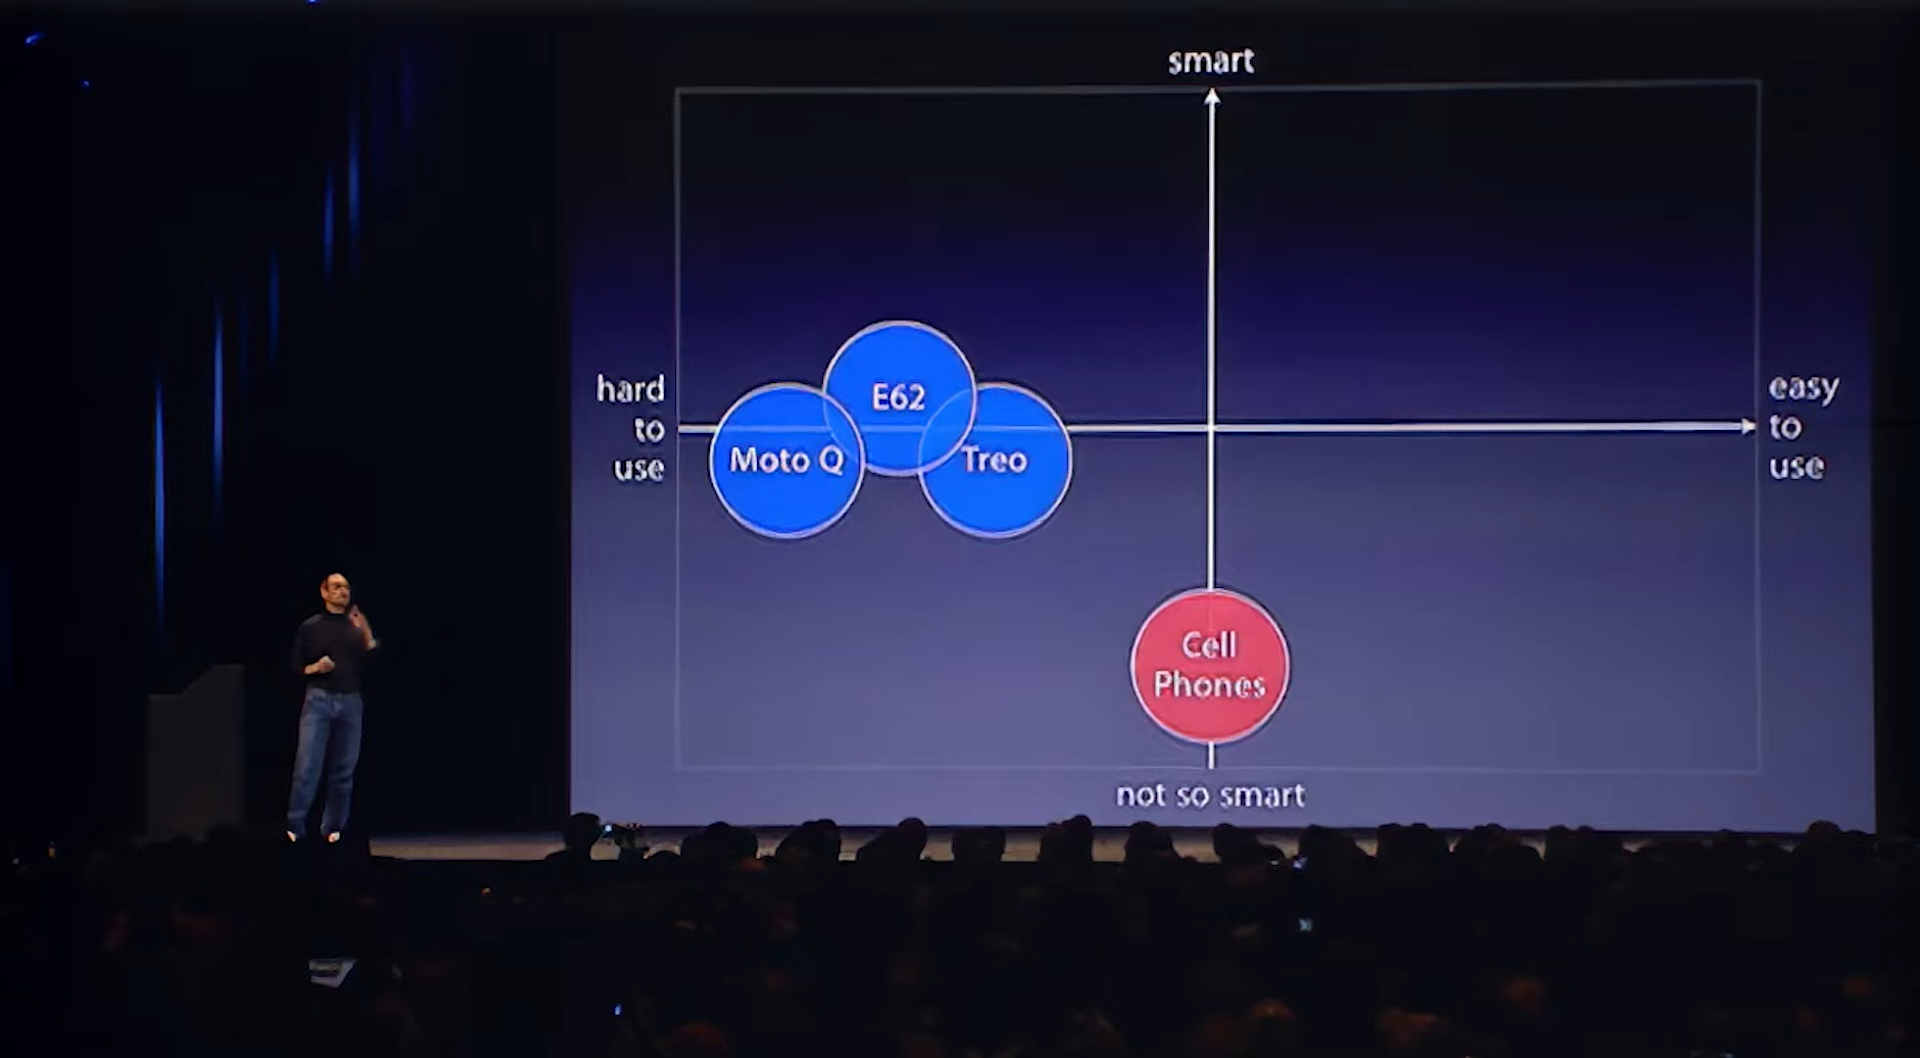 smart
hard
to
use
easy
to
use
E62
Moto Q
Treo
Cell
Phones
not so smart